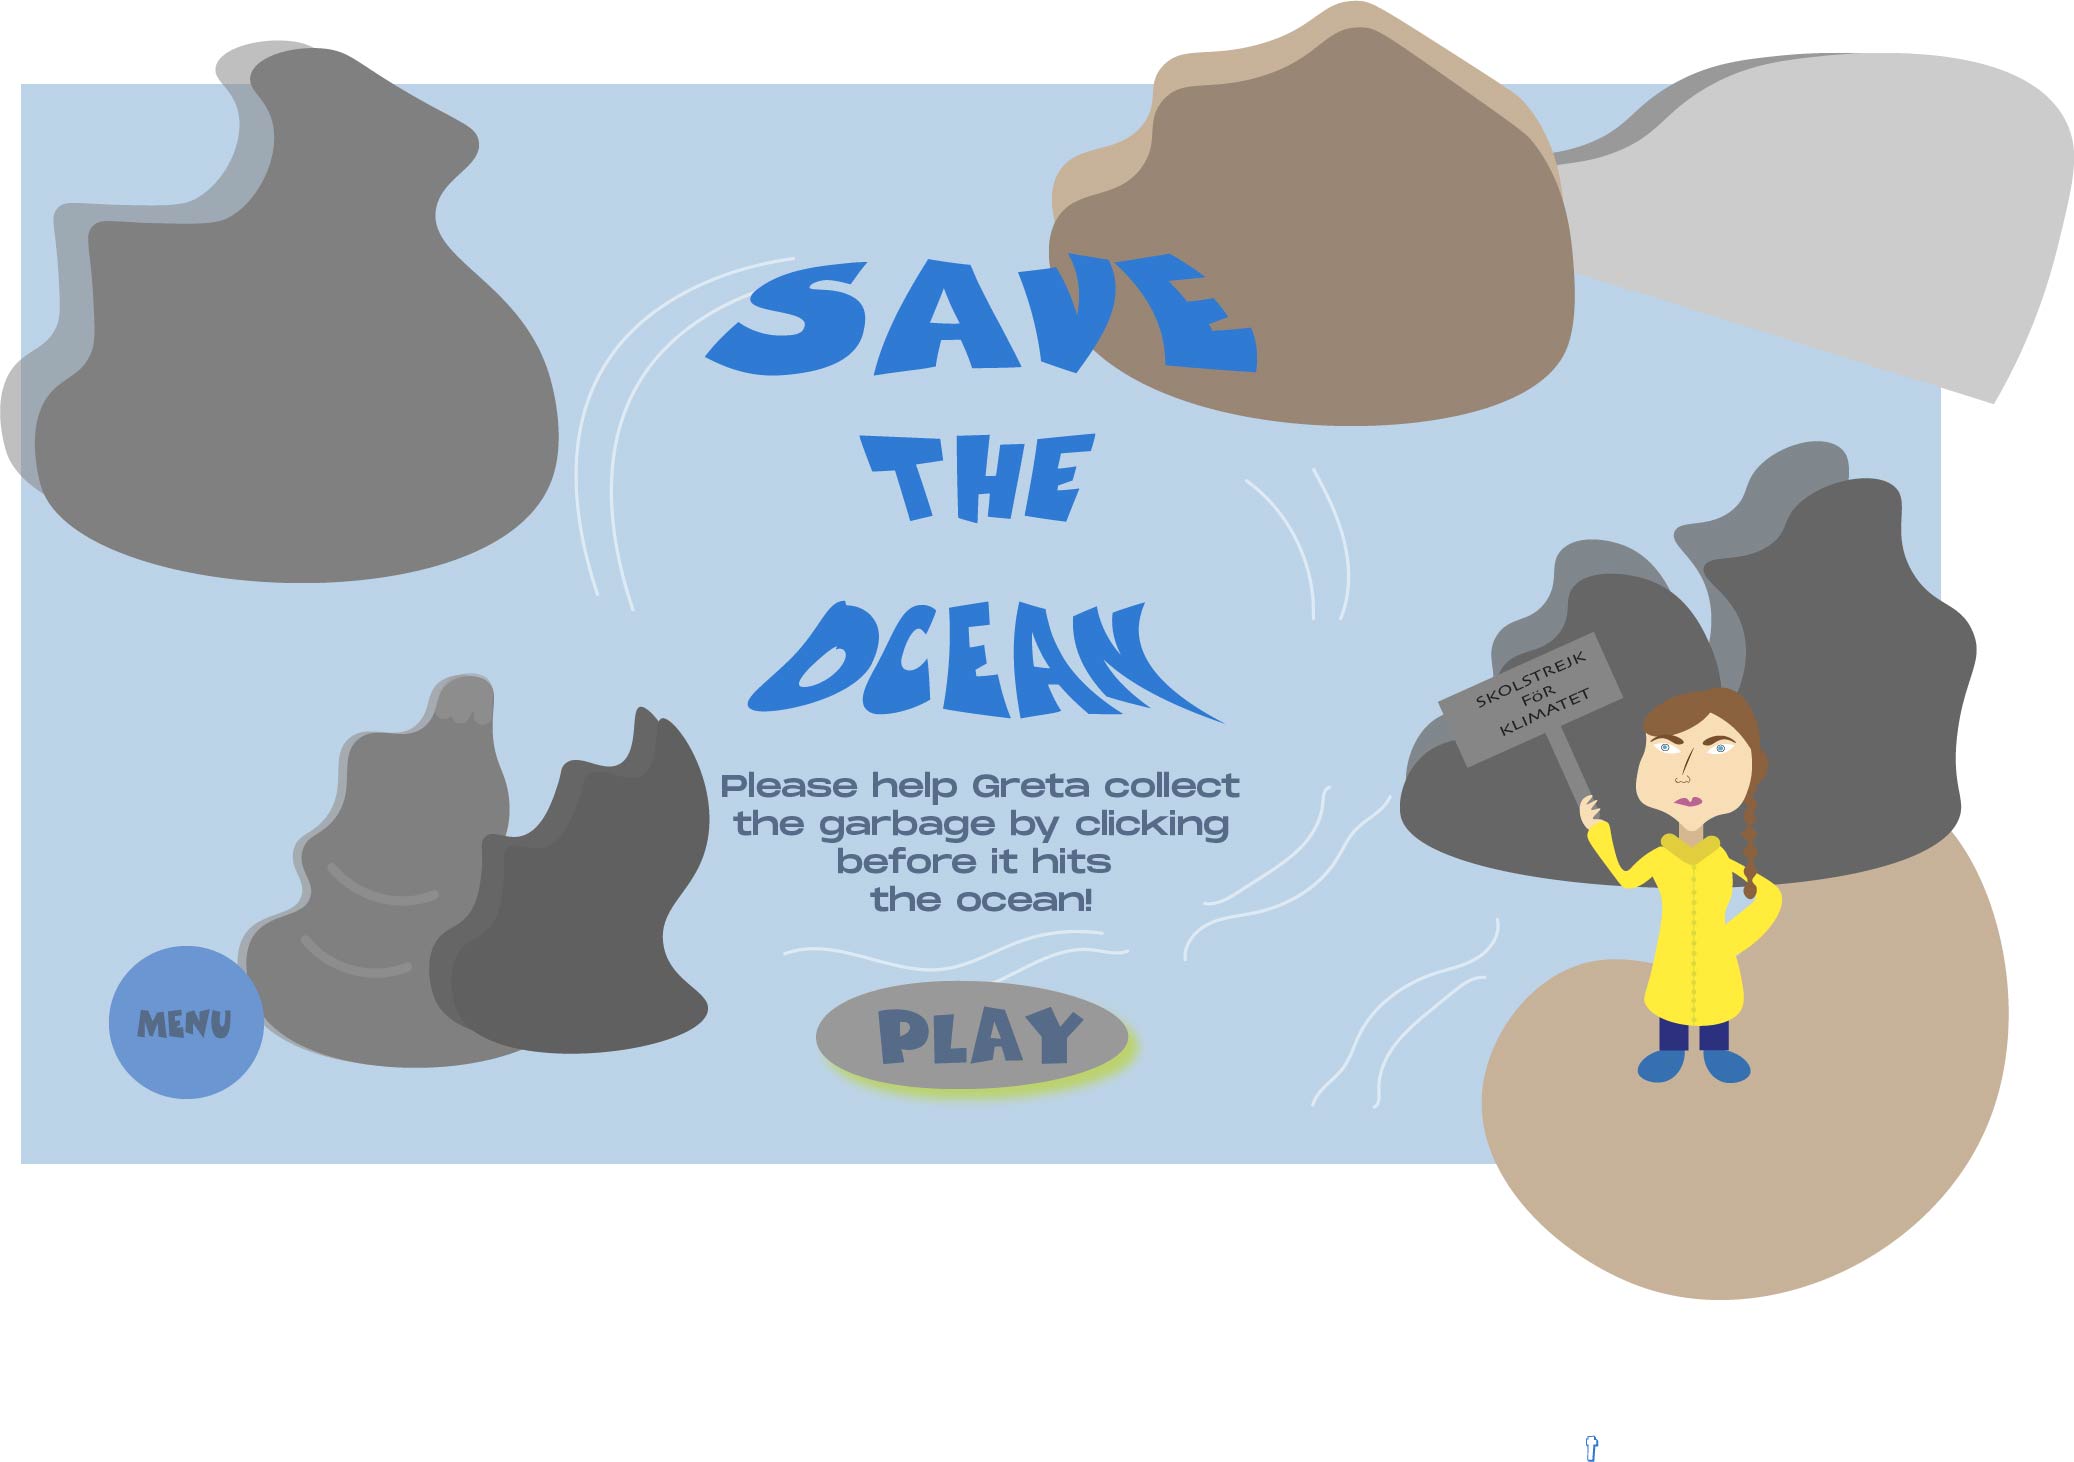 SAVE
THE
OCEAN
SKOLSTREJK
FöR
KLIMATET
Please help Greta collect
the garbage by clicking
before it hits
the ocean!
MENU
PLAY